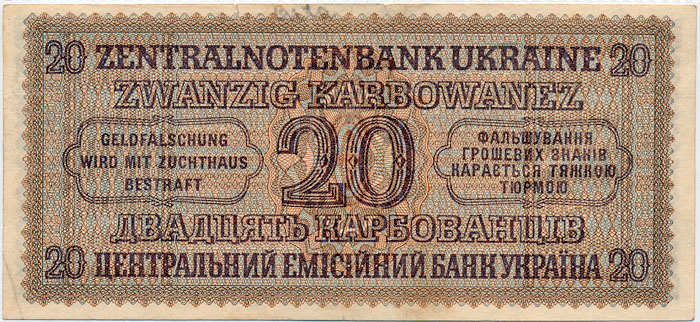 20 ZENTRALNOTENBANK UKRAINE 20
ZWANZIG KARBOWANEZ
GELDFÄLSCHUNG
WIRD MIT ZUCHTHAUS
BESTRAFT
20
ФАЛЬШУВАННЯ
ГРОШЕВИХ ЗНАКІВ
КАРАЄТЬСЯ ТЯЖКОЮ
ТЮРМОЮ
ДВАДЦЯТЬ КАРБОВАНЦІВ
20 ЦЕНТРАЛЬНИЙ ЕМІСІЙНИЙ БАНК УКРАЇНА 20